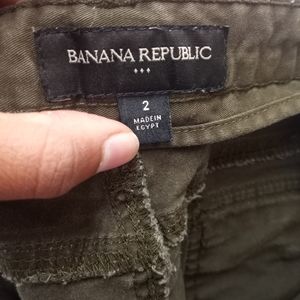 BANANA REPUBLIC
2
MADE IN
EGYPT